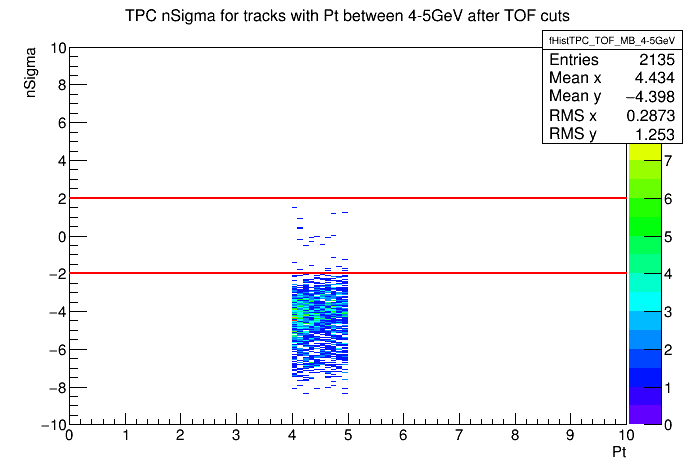 TPC nSigma for tracks with Pt between 4-5GeV after TOF cuts
fHistTPC_TOF_MB_4-5GeV
Entries 2135
Mean x 4.434
Mean y −4.398
RMS x 0.2873
RMS y 1.253
nSigma
10
8
6
4
2
0
−2
−4
−6
−8
−10
0 1 2 3 4 5 6 7 8 9 10
Pt
7
6
5
4
3
2
1
0